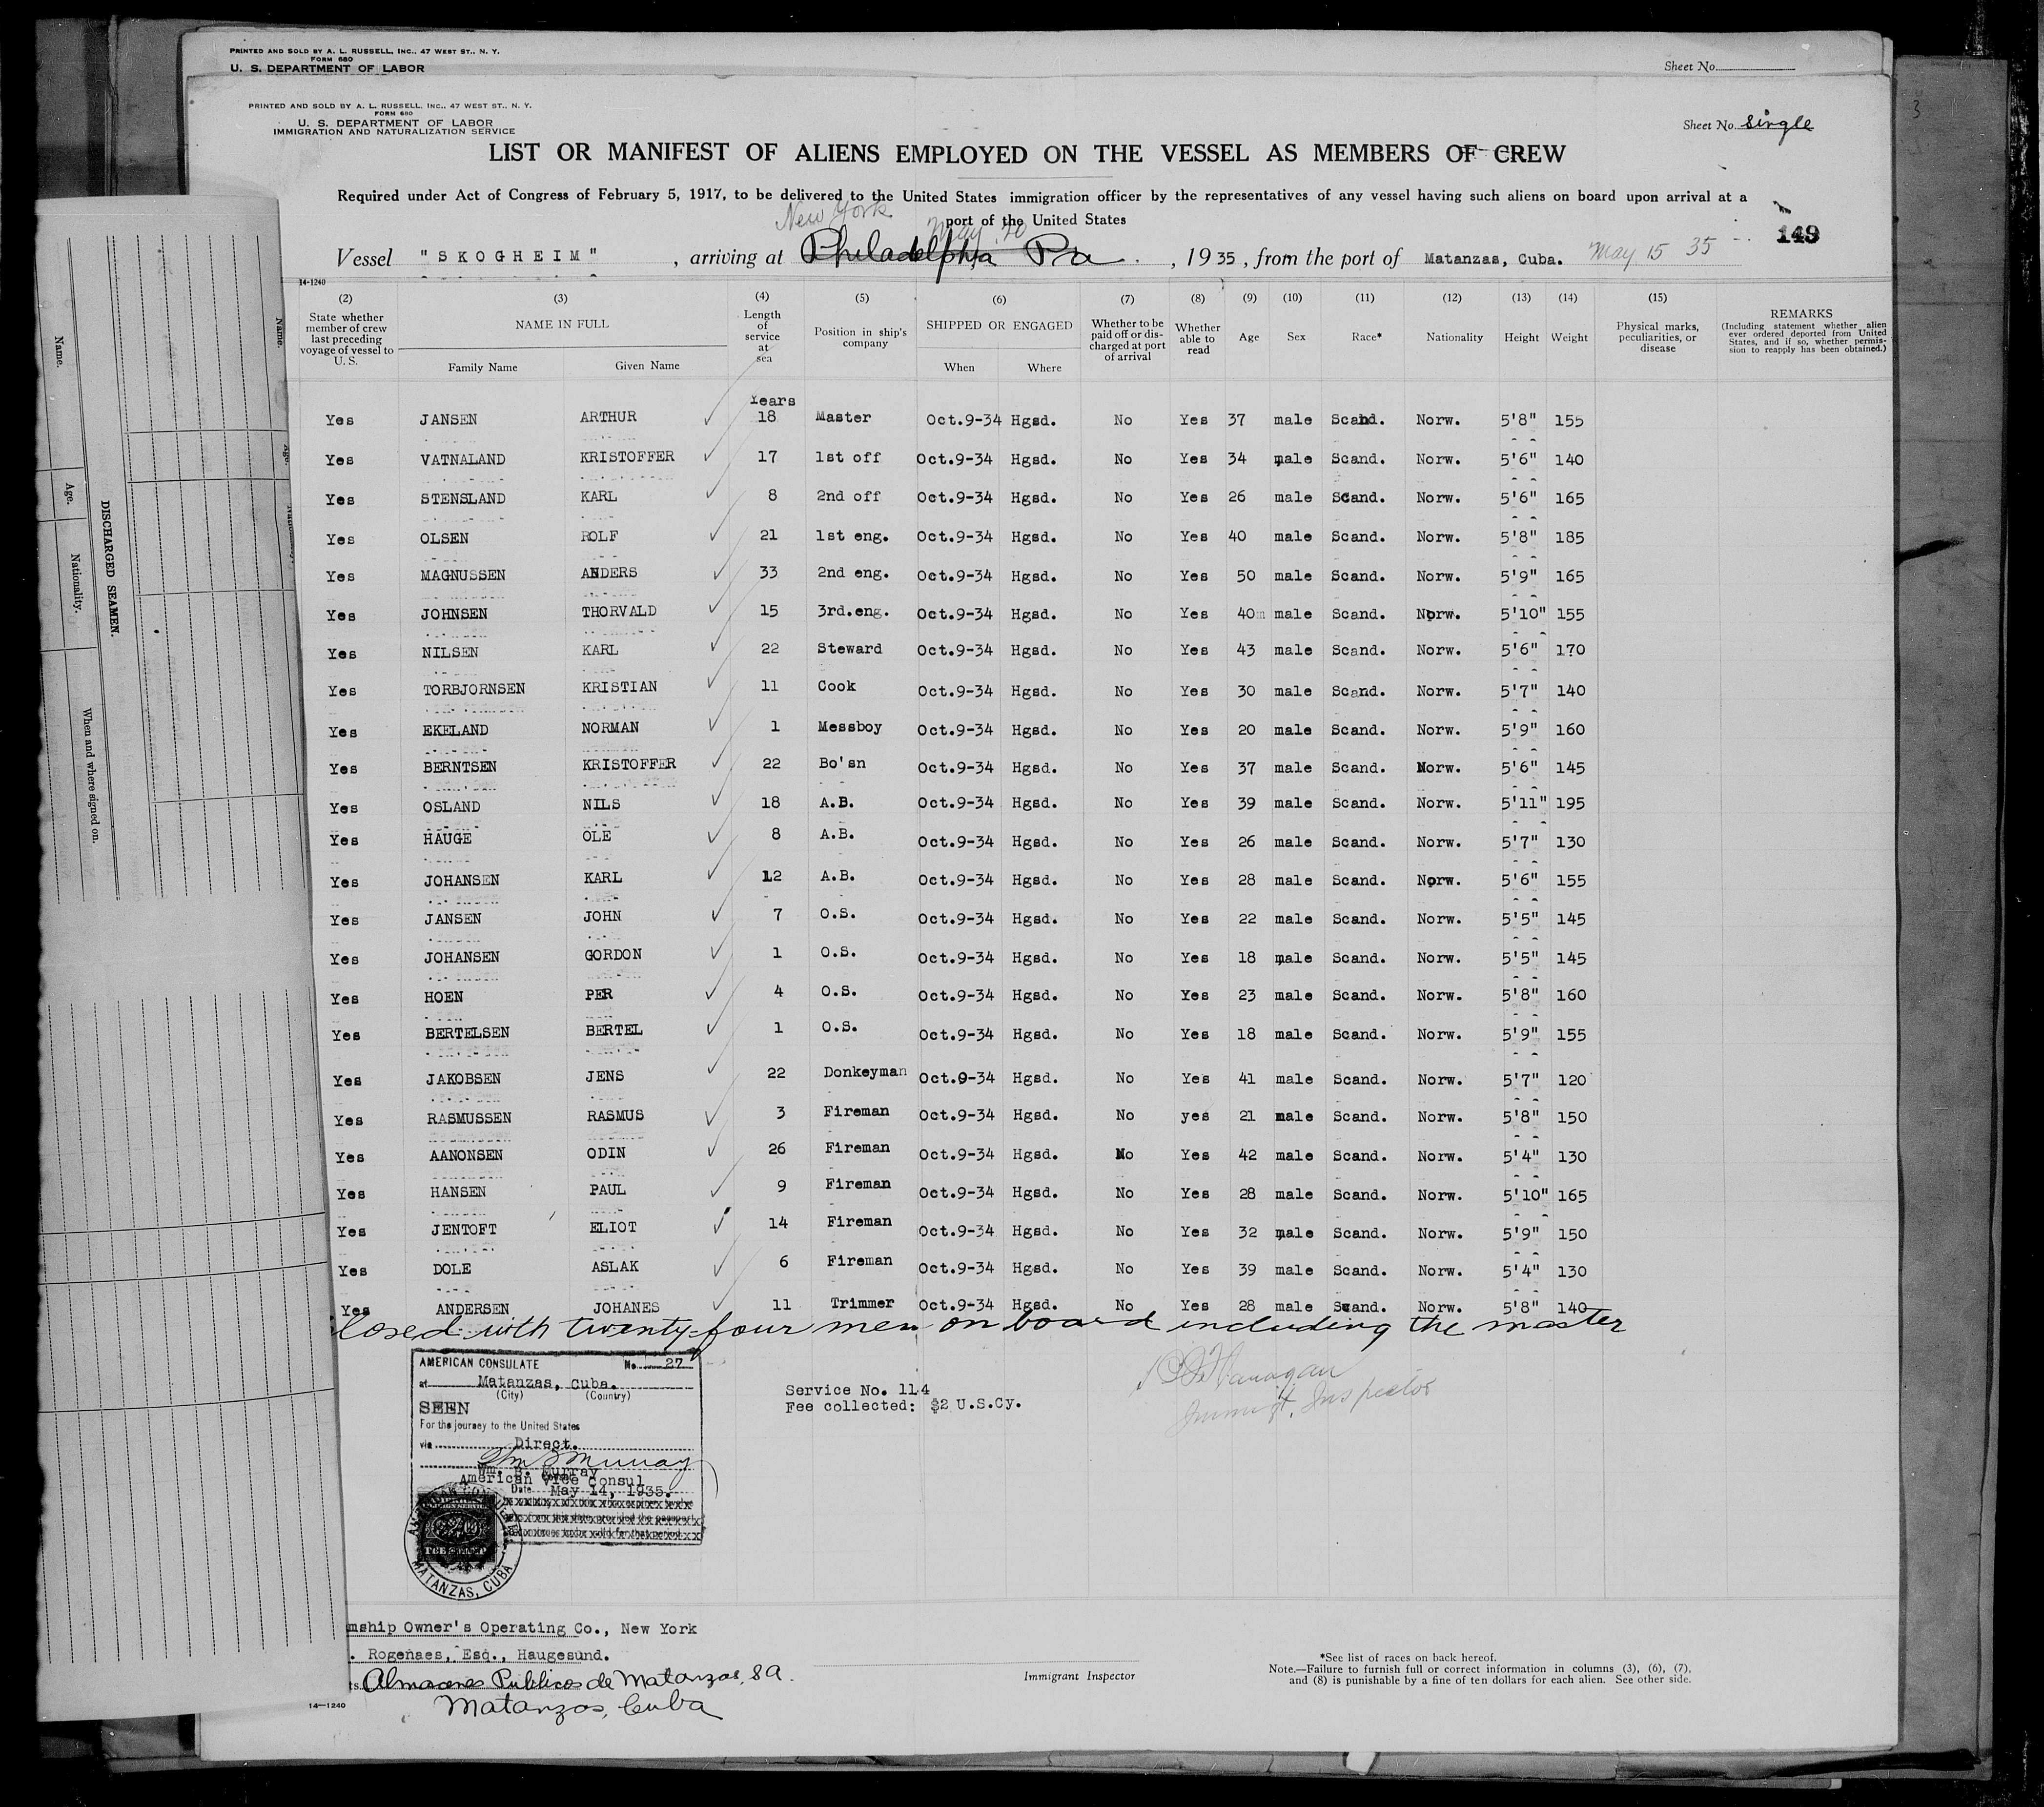 PRINTED AND SOLD BY A. L. RUSSELL, INC., 47 WEST ST., N. Y.
FORM 680
U. S. DEPARTMENT OF LABOR
Sheet No.
PRINTED AND SOLD BY A. L. RUSSELL, INC., 47 WEST ST., N. Y.
FORM 680
U. S. DEPARTMENT OF LABOR
IMMIGRATION AND NATURALIZATION SERVICE
Sheet No. single
3
LIST OR MANIFEST OF ALIENS EMPLOYED ON THE VESSEL AS MEMBERS OF CREW
Required under Act of Congress of February 5, 1917, to be delivered to the United States immigration officer by the representatives of any vessel having such aliens on board upon arrival at a
port of the United States
New York
May 20
149
Vessel "SKOGHEIM", arriving at Philadelphia Pa., 1935, from the port of Matanzas, Cuba. May 15 35
14-1240
(2) (3) (4) (5) (6) (7) (8) (9) (10) (11) (12) (13) (14) (15)
State whether member of crew last preceding voyage of vessel to U. S. NAME IN FULL Family Name Given Name Length of service at sea Position in ship's company SHIPPED OR ENGAGED When Where Whether to be paid off or discharged at port of arrival Whether able to read Age Sex Race* Nationality Height Weight Physical marks, peculiarities, or disease REMARKS (Including statement whether alien ever ordered deported from United States, and if so, whether permission to reapply has been obtained.)
Years
Yes JANSEN ARTHUR 18 Master Oct.9-34 Hgsd. No Yes 37 male Scand. Norw. 5'8" 155
Yes VATNALAND KRISTOFFER 17 1st off Oct.9-34 Hgsd. No Yes 34 male Scand. Norw. 5'6" 140
Yes STENSLAND KARL 8 2nd off Oct.9-34 Hgsd. No Yes 26 male Scand. Norw. 5'6" 165
Yes OLSEN ROLF 21 1st eng. Oct.9-34 Hgsd. No Yes 40 male Scand. Norw. 5'8" 185
Yes MAGNUSSEN ANDERS 33 2nd eng. Oct.9-34 Hgsd. No Yes 50 male Scand. Norw. 5'9" 165
Yes JOHNSEN THORVALD 15 3rd.eng. Oct.9-34 Hgsd. No Yes 40m male Scand. Norw. 5'10" 155
Yes NILSEN KARL 22 Steward Oct.9-34 Hgsd. No Yes 43 male Scand. Norw. 5'6" 170
Yes TORBJORNSEN KRISTIAN 11 Cook Oct.9-34 Hgsd. No Yes 30 male Scand. Norw. 5'7" 140
Yes EKELAND NORMAN 1 Messboy Oct.9-34 Hgsd. No Yes 20 male Scand. Norw. 5'9" 160
Yes BERNTSEN KRISTOFFER 22 Bo'sn Oct.9-34 Hgsd. No Yes 37 male Scand. Norw. 5'6" 145
Yes OSLAND NILS 18 A.B. Oct.9-34 Hgsd. No Yes 39 male Scand. Norw. 5'11" 195
Yes HAUGE OLE 8 A.B. Oct.9-34 Hgsd. No Yes 26 male Scand. Norw. 5'7" 130
Yes JOHANSEN KARL 12 A.B. Oct.9-34 Hgsd. No Yes 28 male Scand. Norw. 5'6" 155
Yes JANSEN JOHN 7 O.S. Oct.9-34 Hgsd. No Yes 22 male Scand. Norw. 5'5" 145
Yes JOHANSEN GORDON 1 O.S. Oct.9-34 Hgsd. No Yes 18 male Scand. Norw. 5'5" 145
Yes HOEN PER 4 O.S. Oct.9-34 Hgsd. No Yes 23 male Scand. Norw. 5'8" 160
Yes BERTELSEN BERTEL 1 O.S. Oct.9-34 Hgsd. No Yes 18 male Scand. Norw. 5'9" 155
Yes JAKOBSEN JENS 22 Donkeyman Oct.9-34 Hgsd. No Yes 41 male Scand. Norw. 5'7" 120
Yes RASMUSSEN RASMUS 3 Fireman Oct.9-34 Hgsd. No yes 21 male Scand. Norw. 5'8" 150
Yes AANONSEN ODIN 26 Fireman Oct.9-34 Hgsd. No Yes 42 male Scand. Norw. 5'4" 130
Yes HANSEN PAUL 9 Fireman Oct.9-34 Hgsd. No Yes 28 male Scand. Norw. 5'10" 165
Yes JENTOFT ELIOT 14 Fireman Oct.9-34 Hgsd. No Yes 32 male Scand. Norw. 5'9" 150
Yes DOLE ASLAK 6 Fireman Oct.9-34 Hgsd. No Yes 39 male Scand. Norw. 5'4" 130
Yes ANDERSEN JOHANES 11 Trimmer Oct.9-34 Hgsd. No Yes 28 male Scand. Norw. 5'8" 140
losed with twenty-four men on board including the master
AMERICAN CONSULATE No. 27
at Matanzas, Cuba.
(City) (Country)
SEEN
For the journey to the United States
via Direct.
Wm B Murray
Wm. B. Murray
American Vice Consul
Date May 14, 1935.
AMERICAN CONSULATE
FEE STAMP
MATANZAS, CUBA
Service No. 114
Fee collected: $2 U.S.Cy.
Flanagan
Immigt. Inspector
mship Owner's Operating Co., New York
. Rogenaes, Esq., Haugesund.
ts. Almacenes Publicos de Matanzas, SA.
Matanzas, Cuba
14-1240
Immigrant Inspector
*See list of races on back hereof.
Note.—Failure to furnish full or correct information in columns (3), (6), (7),
and (8) is punishable by a fine of ten dollars for each alien. See other side.
DISCHARGED SEAMEN.
Name.
Age.
Nationality.
When and where signed on.
Name.
Age.